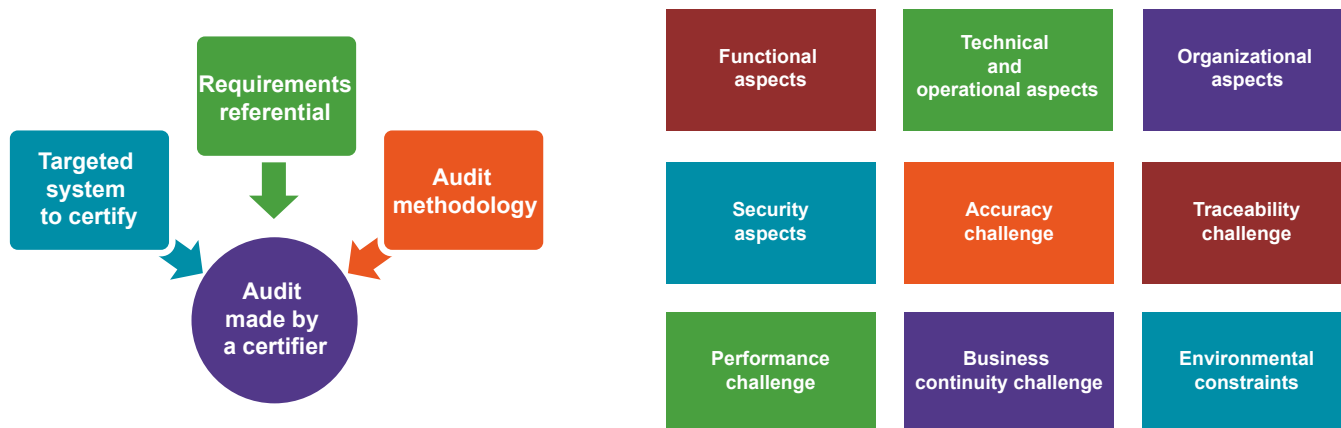 Requirements
referential
Targeted
system
to certify
Audit
methodology
Audit
made by
a certifier
Functional
aspects
Technical
and
operational aspects
Organizational
aspects
Security
aspects
Accuracy
challenge
Traceability
challenge
Performance
challenge
Business
continuity challenge
Environmental
constraints